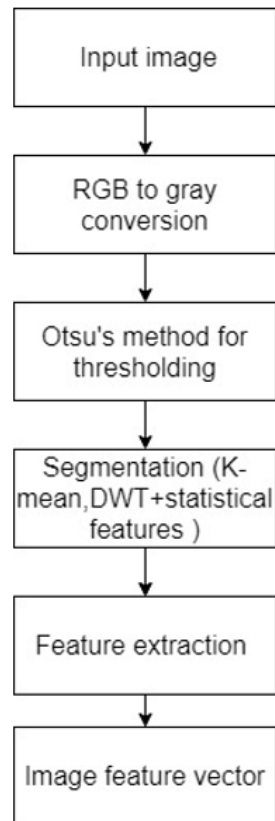 Input image
RGB to gray
conversion
Otsu's method for
thresholding
Segmentation (K-
mean,DWT+statistical
features )
Feature extraction
Image feature vector